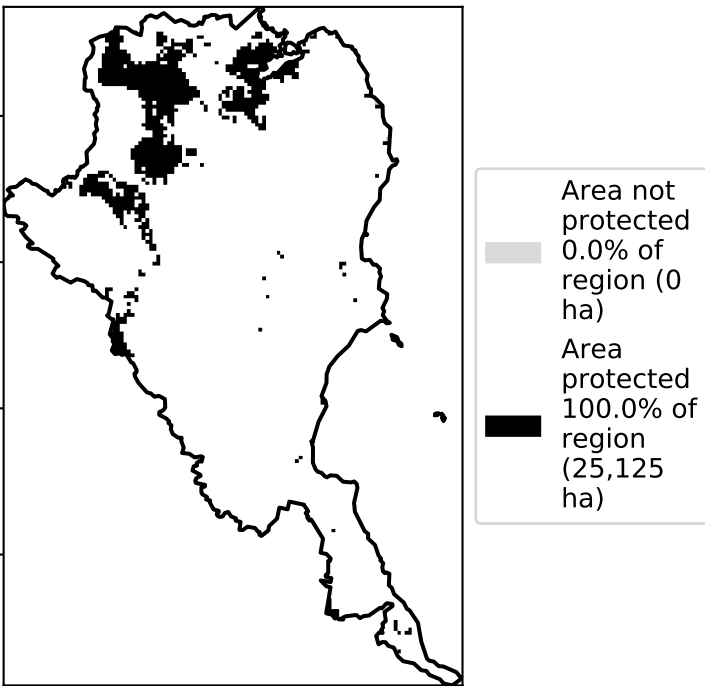 Area not
protected
0.0% of
region (0
ha)
Area
protected
100.0% of
region
(25,125
ha)